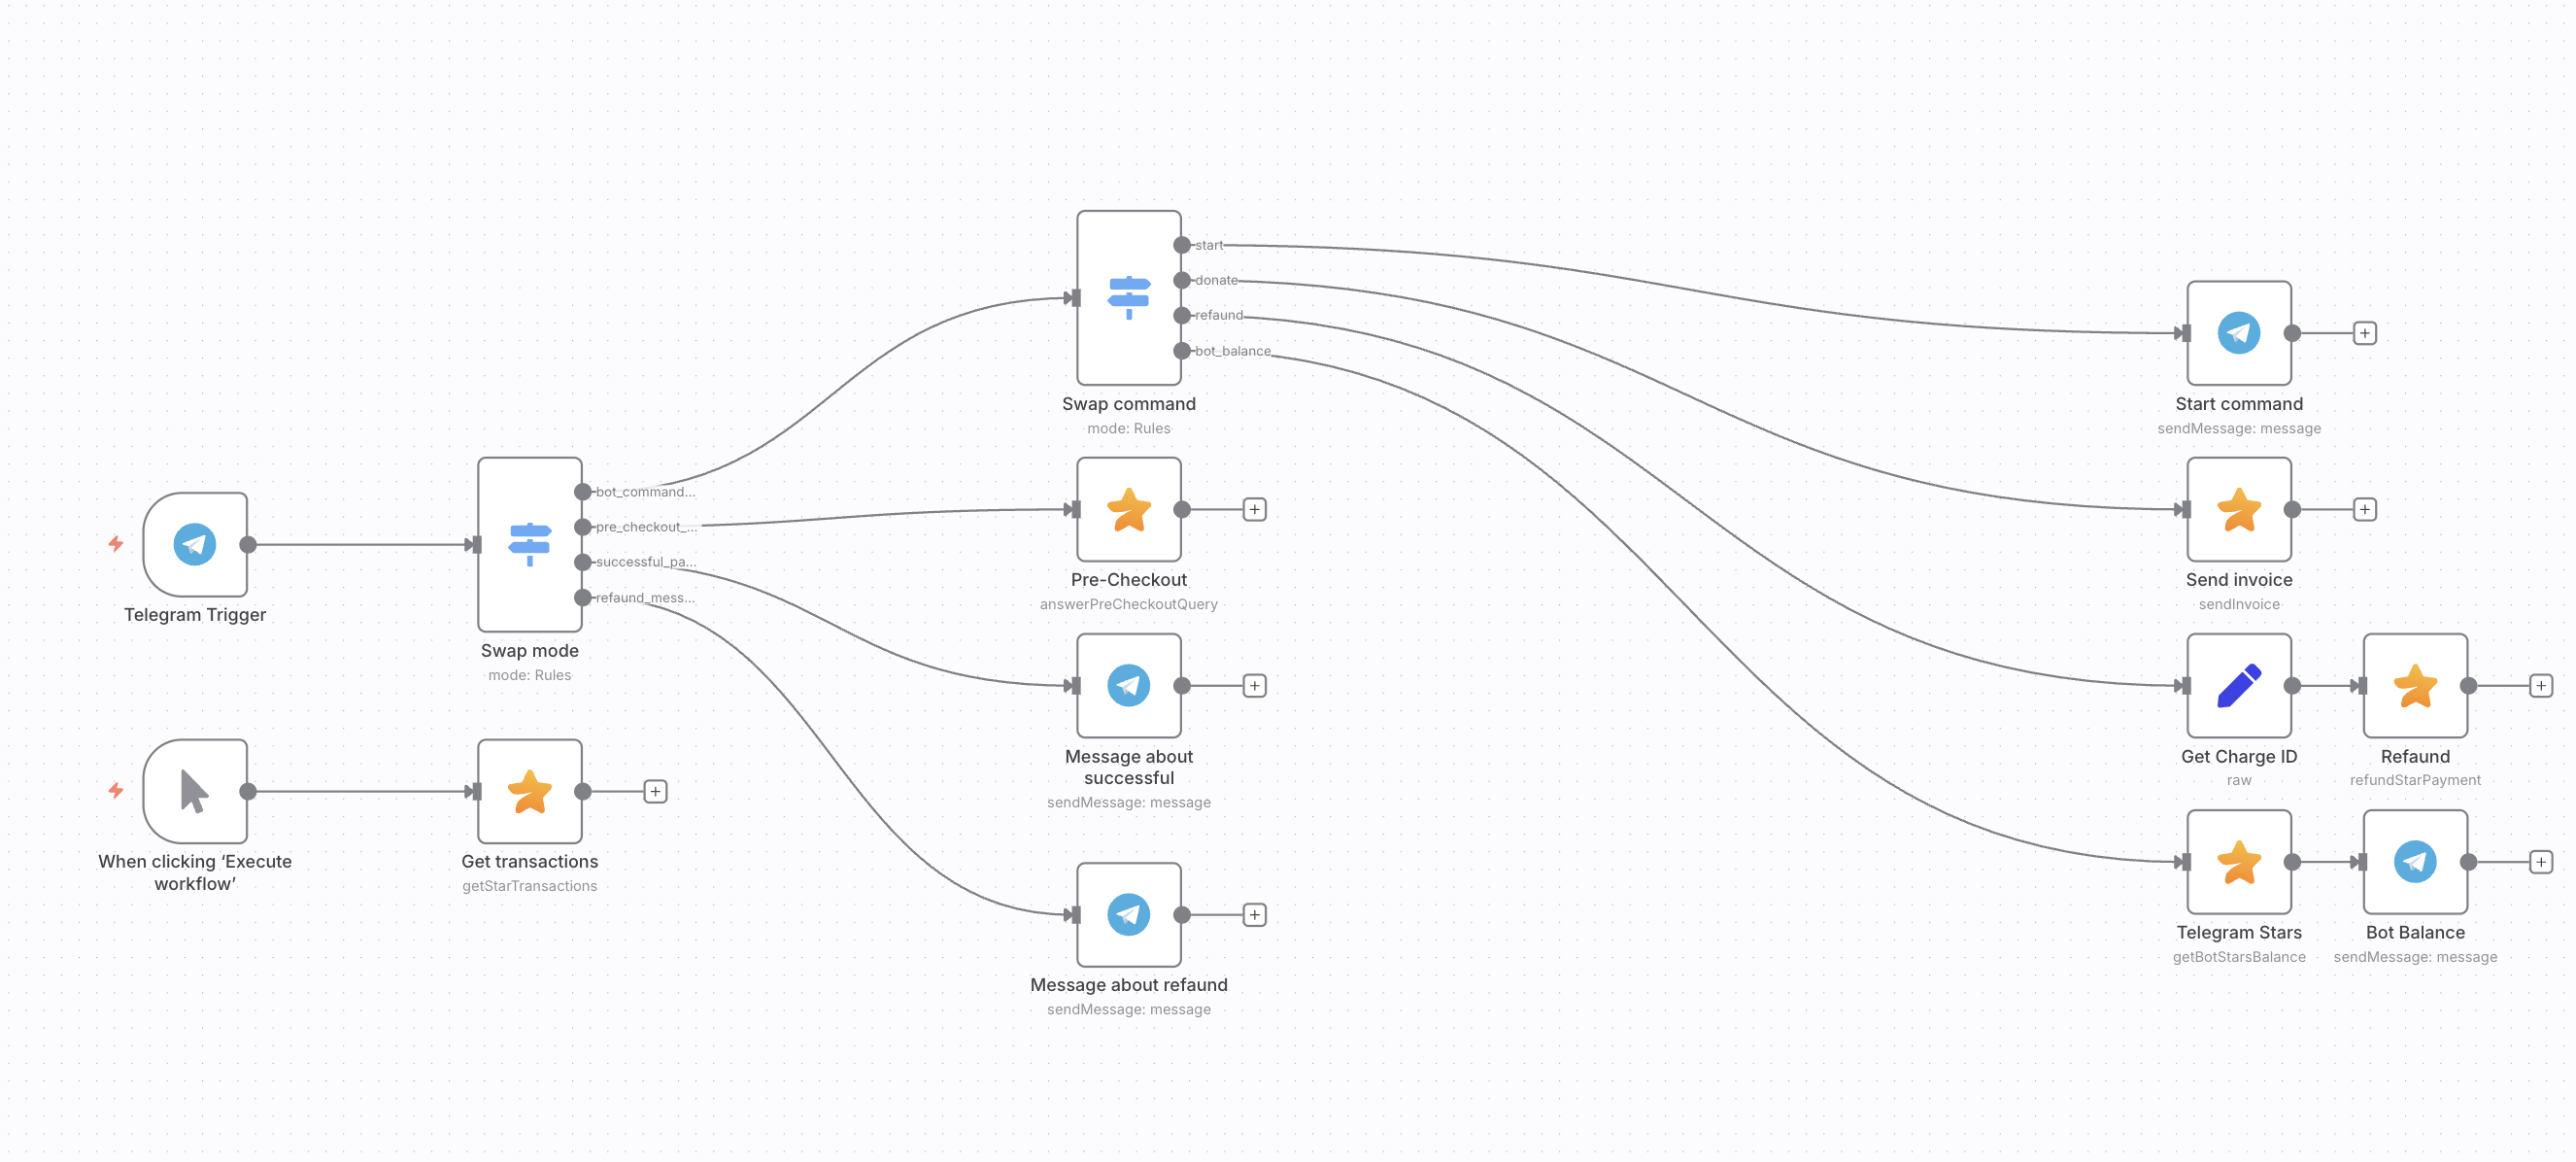 start
donate
refaund
bot_balance
Swap command
mode: Rules
Start command
sendMessage: message
bot_command...
pre_checkout_...
successful_pa...
refaund_mess...
Telegram Trigger
Swap mode
mode: Rules
Pre-Checkout
answerPreCheckoutQuery
Send invoice
sendInvoice
Message about
successful
sendMessage: message
Get Charge ID
raw
Refaund
refundStarPayment
When clicking ‘Execute
workflow’
Get transactions
getStarTransactions
Message about refaund
sendMessage: message
Telegram Stars
getBotStarsBalance
Bot Balance
sendMessage: message